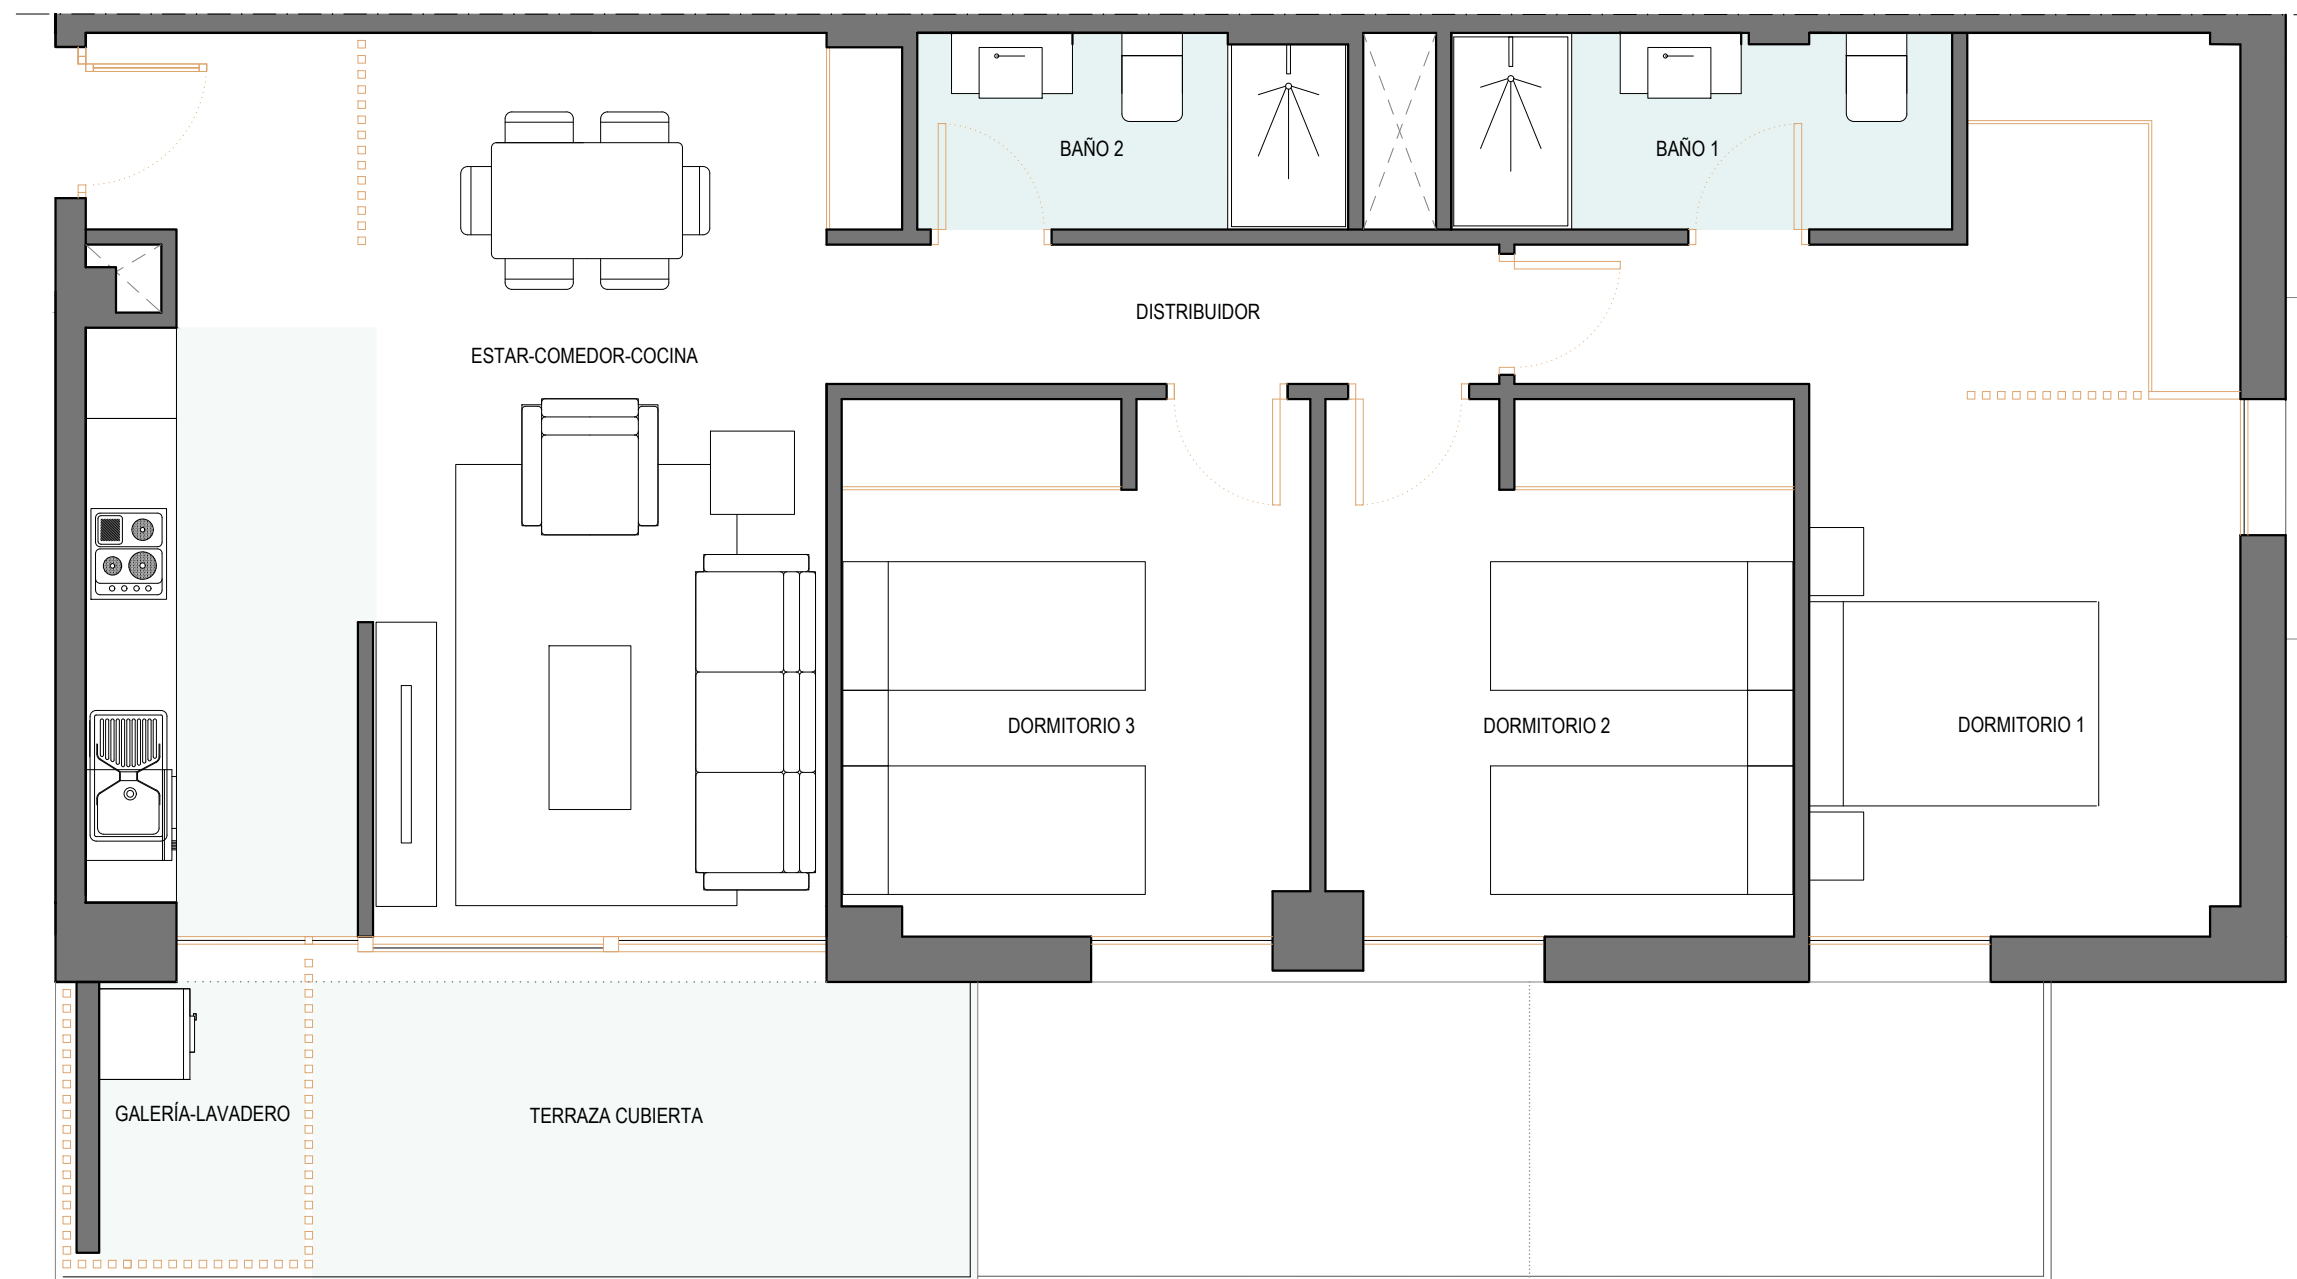 BAÑO 2
BAÑO 1
DISTRIBUIDOR
ESTAR-COMEDOR-COCINA
DORMITORIO 3
DORMITORIO 2
DORMITORIO 1
GALERÍA-LAVADERO
TERRAZA CUBIERTA